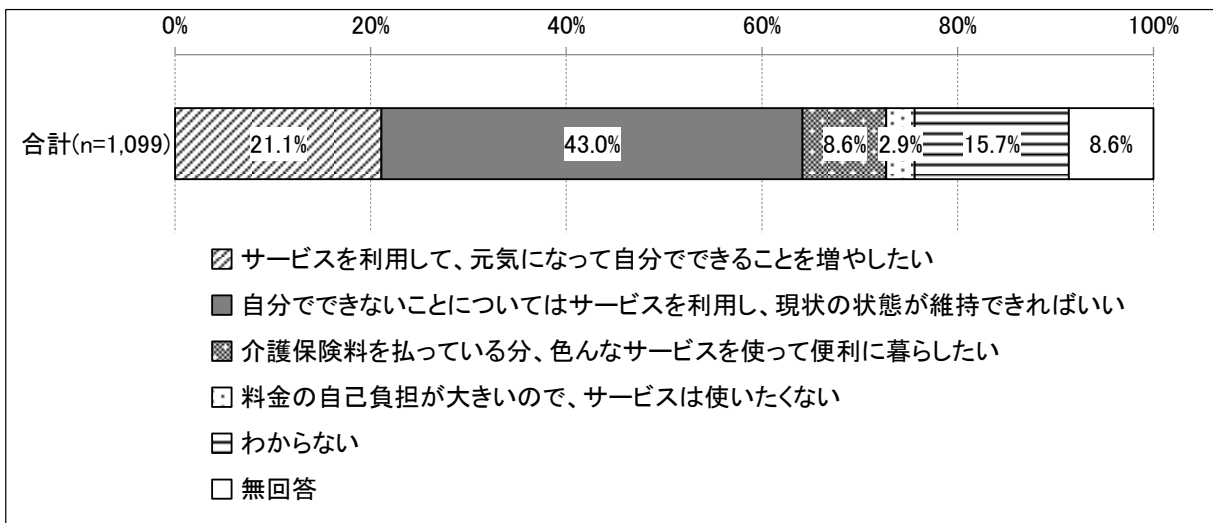 0% 20% 40% 60% 80% 100%
合計(n=1,099) 21.1% 43.0% 8.6% 2.9% 15.7% 8.6%
サービスを利用して、元気になって自分でできることを増やしたい
自分でできないことについてはサービスを利用し、現状の状態が維持できればいい
介護保険料を払っている分、色んなサービスを使って便利に暮らしたい
料金の自己負担が大きいので、サービスは使いたくない
わからない
無回答